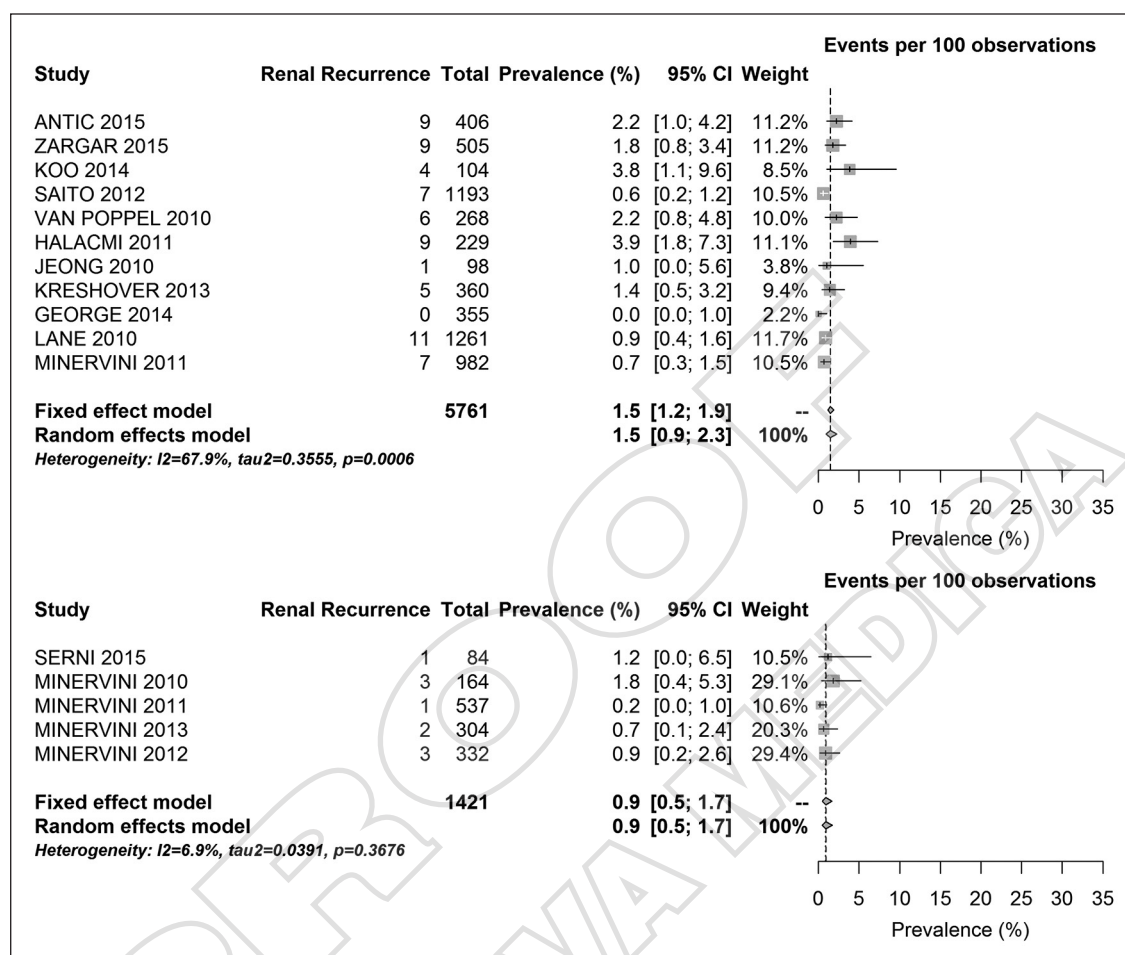 Events per 100 observations
Study Renal Recurrence Total Prevalence (%) 95% CI Weight
ANTIC 2015 9 406 2.2 [1.0; 4.2] 11.2%
ZARGAR 2015 9 505 1.8 [0.8; 3.4] 11.2%
KOO 2014 4 104 3.8 [1.1; 9.6] 8.5%
SAITO 2012 7 1193 0.6 [0.2; 1.2] 10.5%
VAN POPPEL 2010 6 268 2.2 [0.8; 4.8] 10.0%
HALACMI 2011 9 229 3.9 [1.8; 7.3] 11.1%
JEONG 2010 1 98 1.0 [0.0; 5.6] 3.8%
KRESHOVER 2013 5 360 1.4 [0.5; 3.2] 9.4%
GEORGE 2014 0 355 0.0 [0.0; 1.0] 2.2%
LANE 2010 11 1261 0.9 [0.4; 1.6] 11.7%
MINERVINI 2011 7 982 0.7 [0.3; 1.5] 10.5%
Fixed effect model 5761 1.5 [1.2; 1.9] --
Random effects model 1.5 [0.9; 2.3] 100%
Heterogeneity: I2=67.9%, tau2=0.3555, p=0.0006
0 5 10 15 20 25 30 35
Prevalence (%)
Events per 100 observations
Study Renal Recurrence Total Prevalence (%) 95% CI Weight
SERNI 2015 1 84 1.2 [0.0; 6.5] 10.5%
MINERVINI 2010 3 164 1.8 [0.4; 5.3] 29.1%
MINERVINI 2011 1 537 0.2 [0.0; 1.0] 10.6%
MINERVINI 2013 2 304 0.7 [0.1; 2.4] 20.3%
MINERVINI 2012 3 332 0.9 [0.2; 2.6] 29.4%
Fixed effect model 1421 0.9 [0.5; 1.7] --
Random effects model 0.9 [0.5; 1.7] 100%
Heterogeneity: I2=6.9%, tau2=0.0391, p=0.3676
0 5 10 15 20 25 30 35
Prevalence (%)
PROOF
VA MEDICA